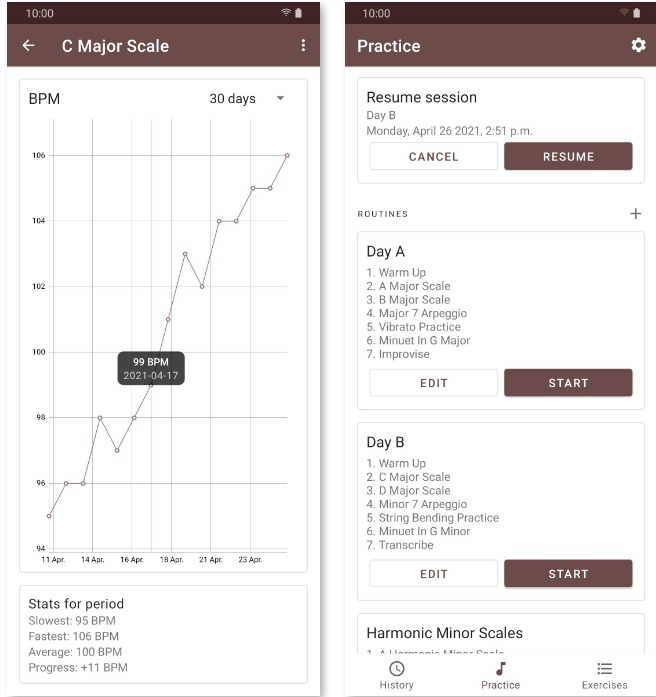 10:00
C Major Scale
BPM
30 days
106
104
102
100
98
96
94
99 BPM
2021-04-17
11 Apr. 14 Apr. 16 Apr. 18 Apr. 21 Apr. 23 Apr.
Stats for period
Slowest: 95 BPM
Fastest: 106 BPM
Average: 100 BPM
Progress: +11 BPM
10:00
Practice
Resume session
Day B
Monday, April 26 2021, 2:51 p.m.
CANCEL RESUME
ROUTINES
Day A
1. Warm Up
2. A Major Scale
3. B Major Scale
4. Major 7 Arpeggio
5. Vibrato Practice
6. Minuet In G Major
7. Improvise
EDIT START
Day B
1. Warm Up
2. C Major Scale
3. D Major Scale
4. Minor 7 Arpeggio
5. String Bending Practice
6. Minuet In G Minor
7. Transcribe
EDIT START
Harmonic Minor Scales
1. A Harmonic Minor Scale
History Practice Exercises